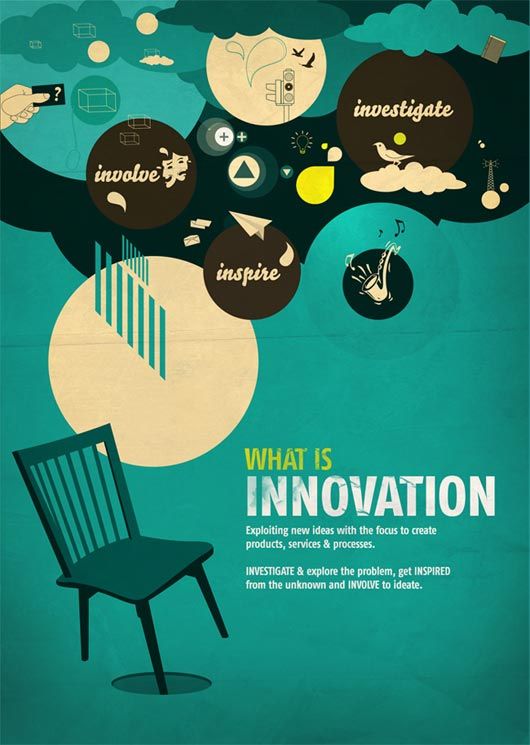 ?
investigate
involve
inspire
WHAT IS
INNOVATION
Exploiting new ideas with the focus to create
products, services & processes.
INVESTIGATE & explore the problem, get INSPIRED
from the unknown and INVOLVE to ideate.